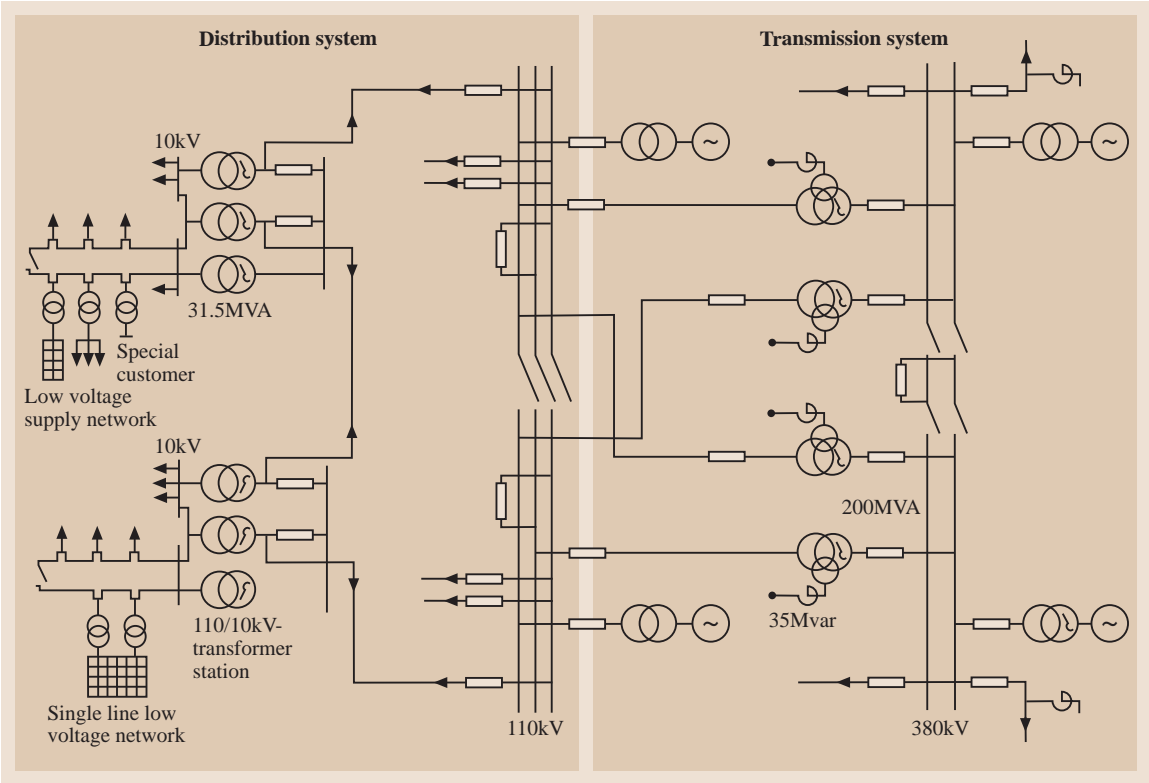 Distribution system
Transmission system
10kV
31.5MVA
Special
customer
Low voltage
supply network
10kV
110/10kV-
transformer
station
Single line low
voltage network
110kV
~
~
200MVA
35Mvar
~
~
380kV